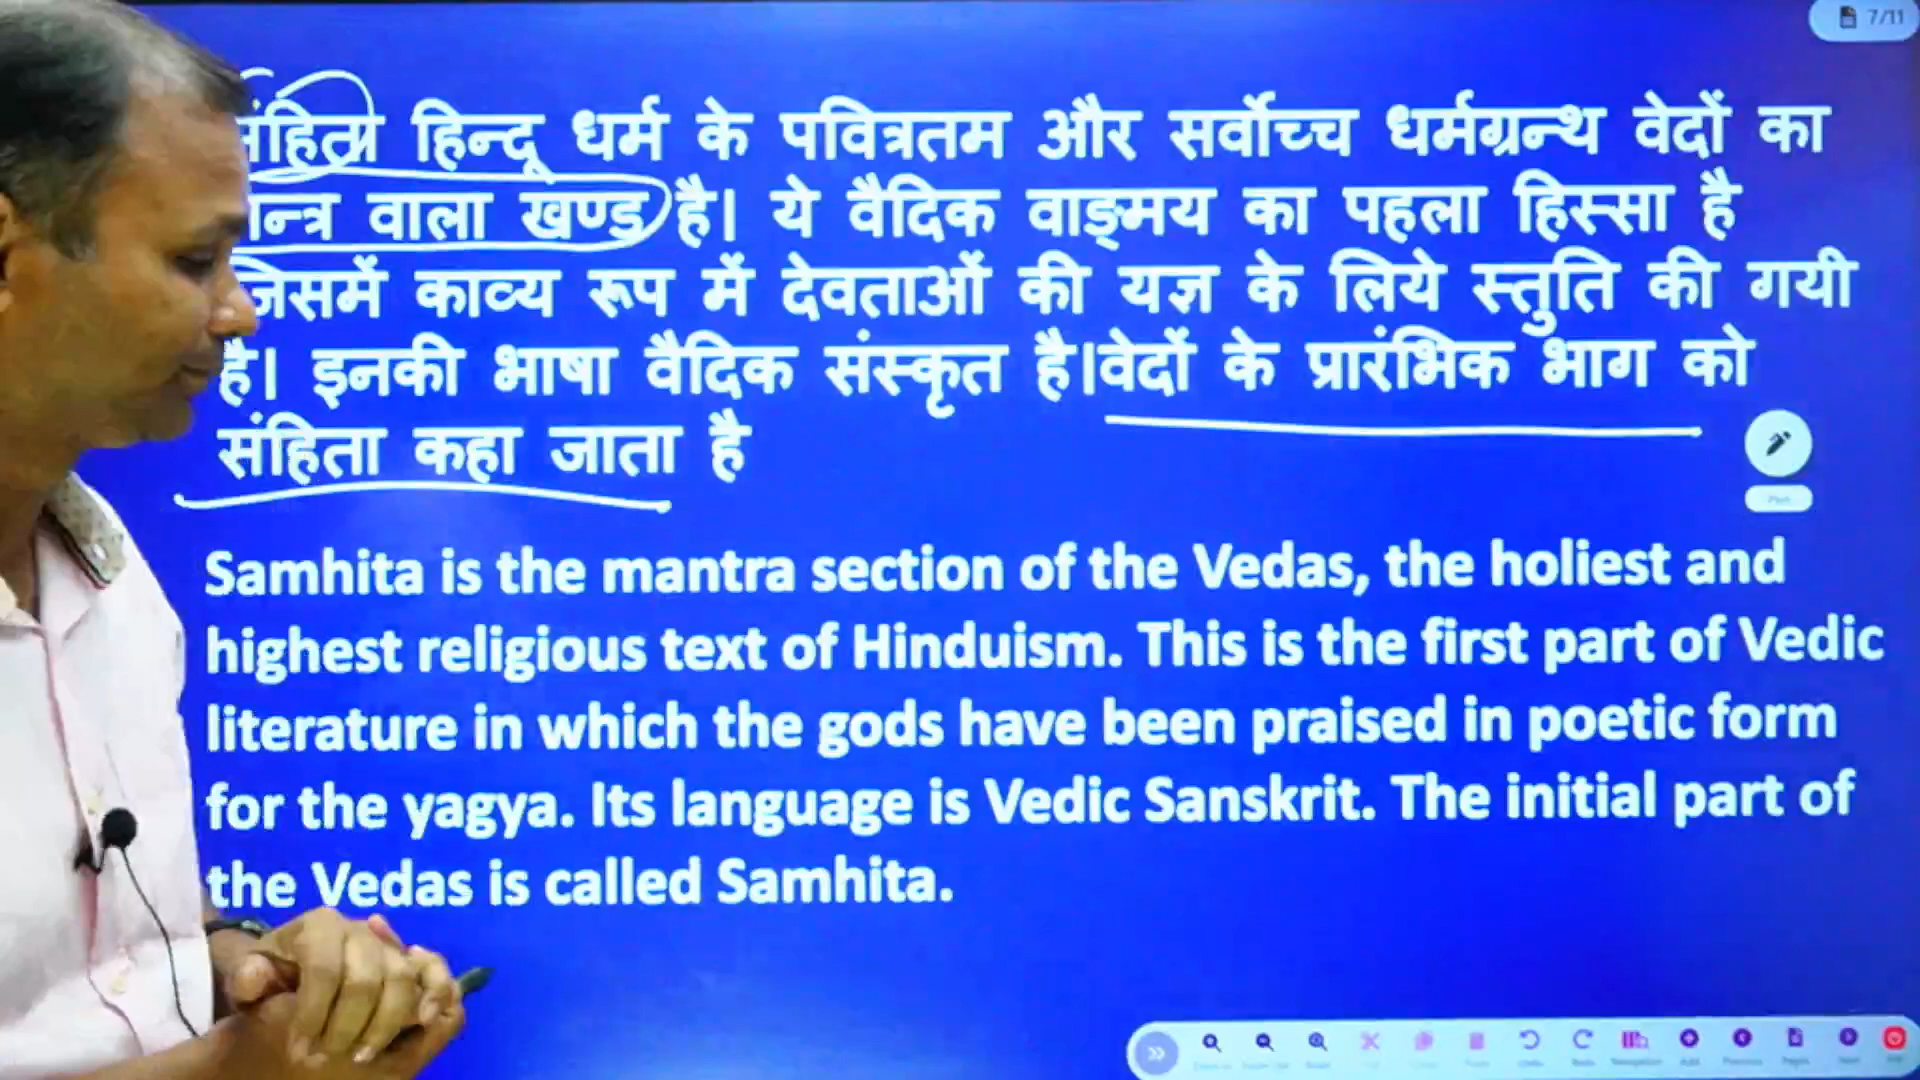 7/11
संहिता हिन्दू धर्म के पवित्रतम और सर्वोच्च धर्मग्रन्थ वेदों का
मन्त्र वाला खण्ड है। ये वैदिक वाङ्मय का पहला हिस्सा है
जिसमें काव्य रूप में देवताओं की यज्ञ के लिये स्तुति की गयी
है। इनकी भाषा वैदिक संस्कृत है।वेदों के प्रारंभिक भाग को
संहिता कहा जाता है
Pen
Samhita is the mantra section of the Vedas, the holiest and
highest religious text of Hinduism. This is the first part of Vedic
literature in which the gods have been praised in poetic form
for the yagya. Its language is Vedic Sanskrit. The initial part of
the Vedas is called Samhita.